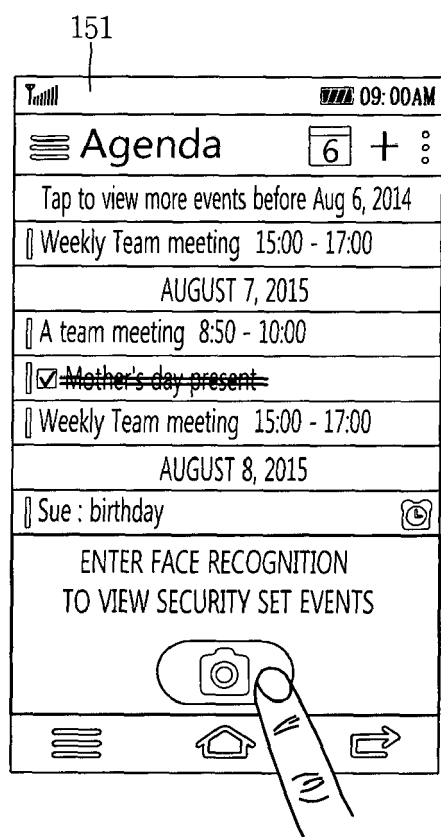 151
09:00AM
Agenda
6
Tap to view more events before Aug 6, 2014
Weekly Team meeting 15:00 - 17:00
AUGUST 7, 2015
A team meeting 8:50 - 10:00
Mother's day present
Weekly Team meeting 15:00 - 17:00
AUGUST 8, 2015
Sue : birthday
ENTER FACE RECOGNITION
TO VIEW SECURITY SET EVENTS